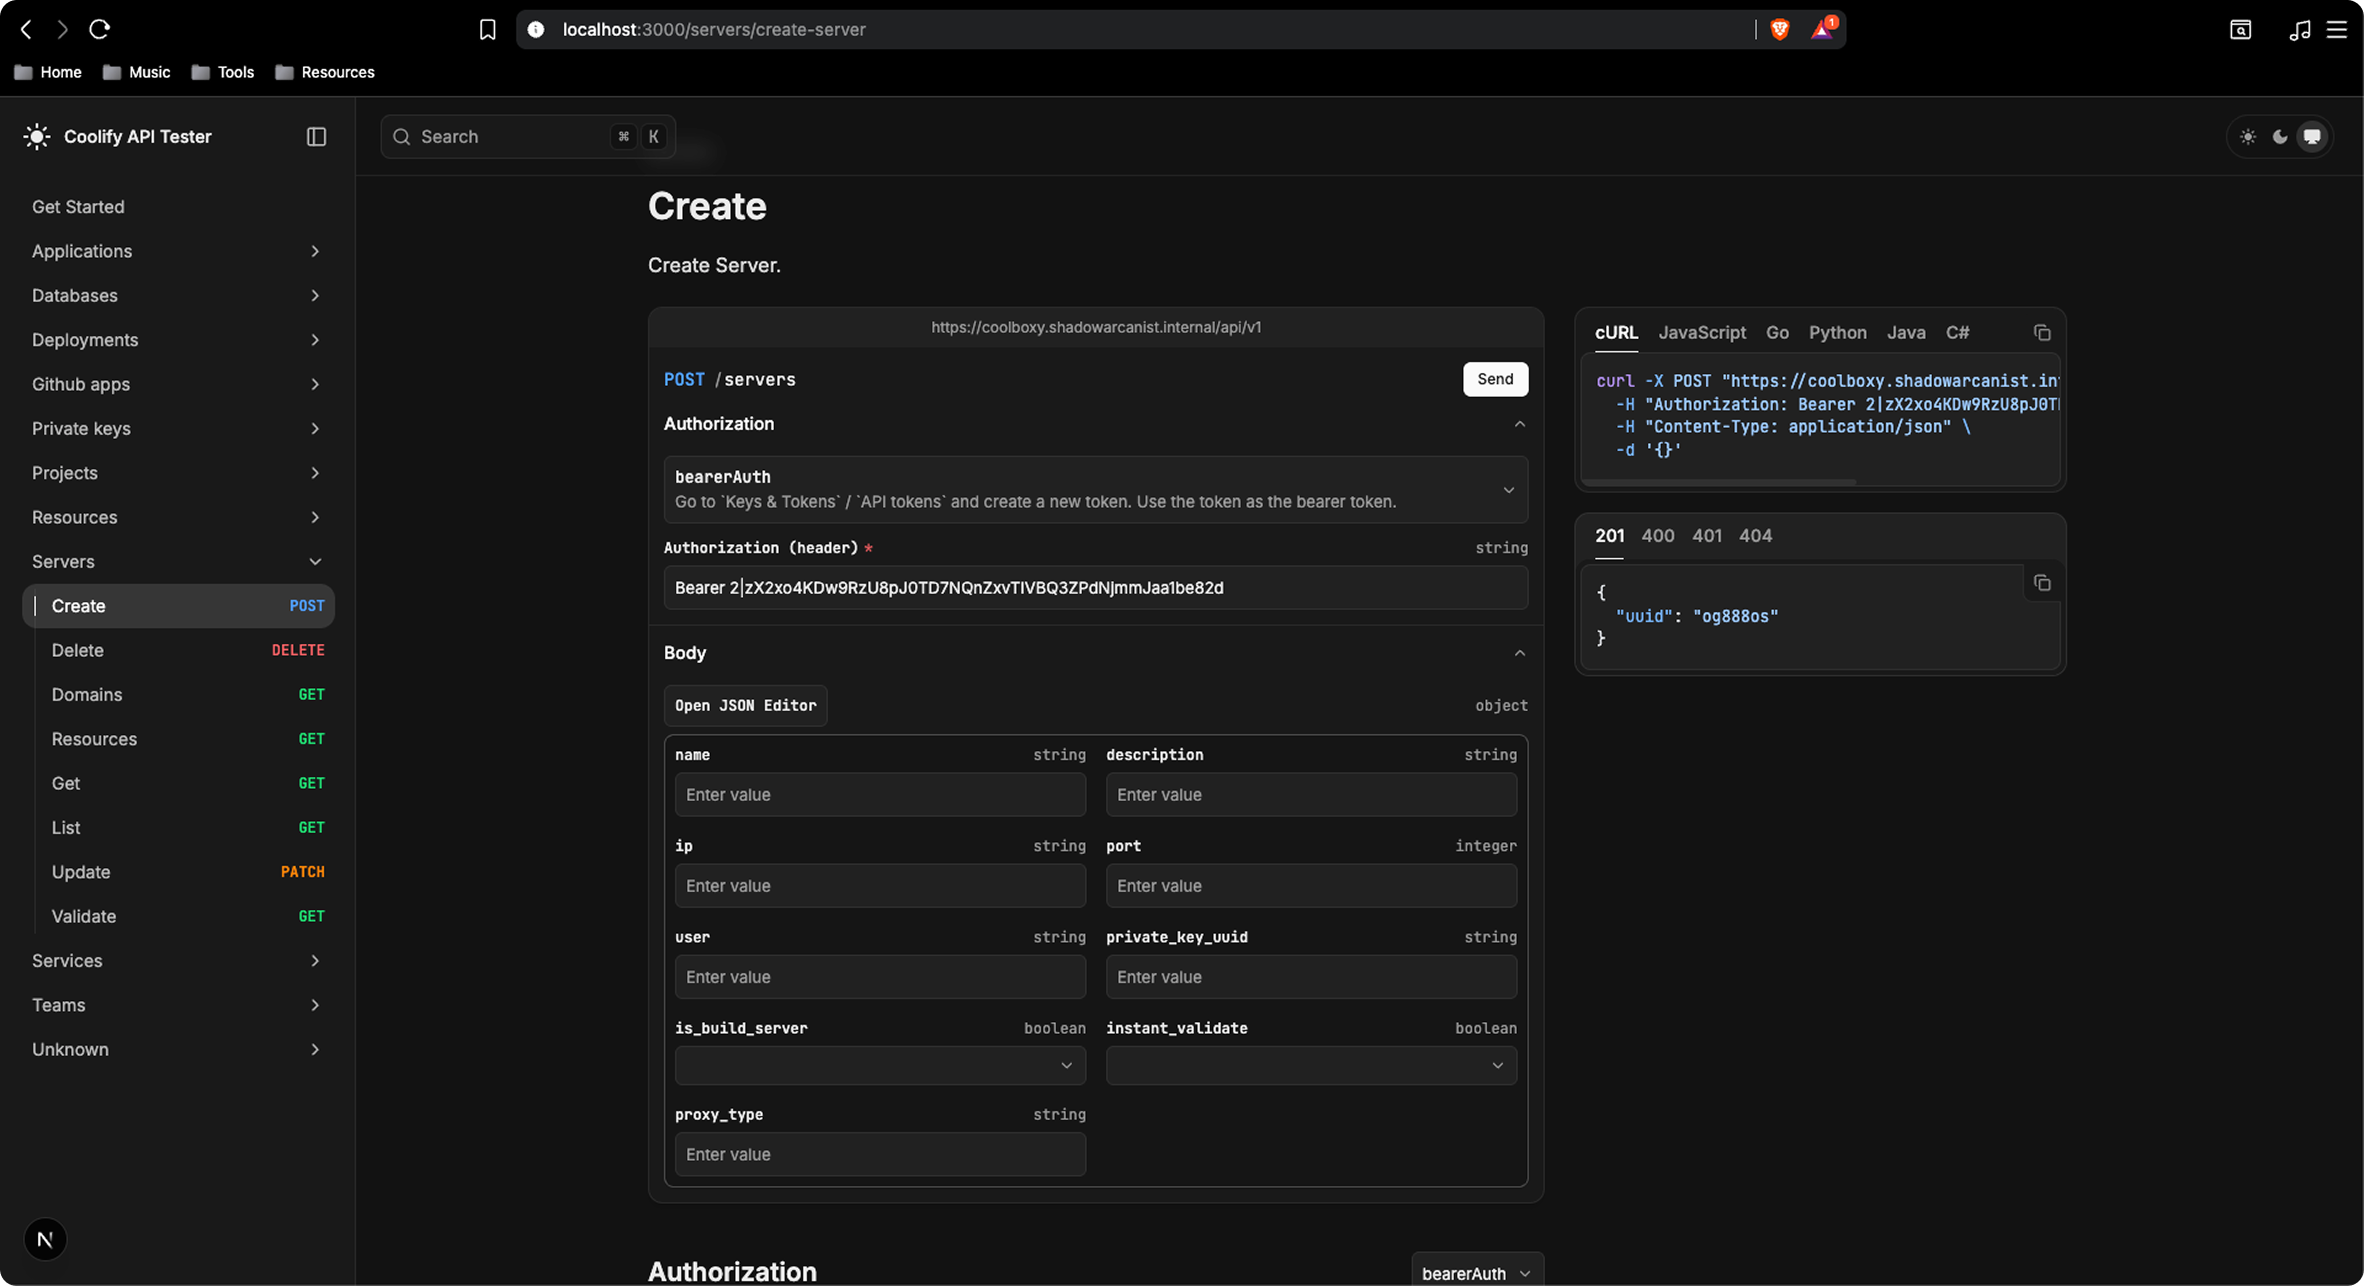 localhost:3000/servers/create-server
1
Home
Music
Tools
Resources
Coolify API Tester
Search
⌘ K
Get Started
Applications
Databases
Deployments
Github apps
Private keys
Projects
Resources
Servers
Create POST
Delete DELETE
Domains GET
Resources GET
Get GET
List GET
Update PATCH
Validate GET
Services
Teams
Unknown
N
Create
Create Server.
https://coolboxy.shadowarcanist.internal/api/v1
POST /servers
Send
Authorization
bearerAuth
Go to `Keys & Tokens` / `API tokens` and create a new token. Use the token as the bearer token.
Authorization (header) * string
Bearer 2|zX2xo4KDw9RzU8pJ0TD7NQnZxvTlVBQ3ZPdNjmmJaa1be82d
Body
Open JSON Editor
object
name string
Enter value
description string
Enter value
ip string
Enter value
port integer
Enter value
user string
Enter value
private_key_uuid string
Enter value
is_build_server boolean
instant_validate boolean
proxy_type string
Enter value
Authorization
bearerAuth
cURL JavaScript Go Python Java C#
curl -X POST "https://coolboxy.shadowarcanist.in
-H "Authorization: Bearer 2|zX2xo4KDw9RzU8pJ0T
-H "Content-Type: application/json" \
-d '{}'
201 400 401 404
{
"uuid": "og888os"
}